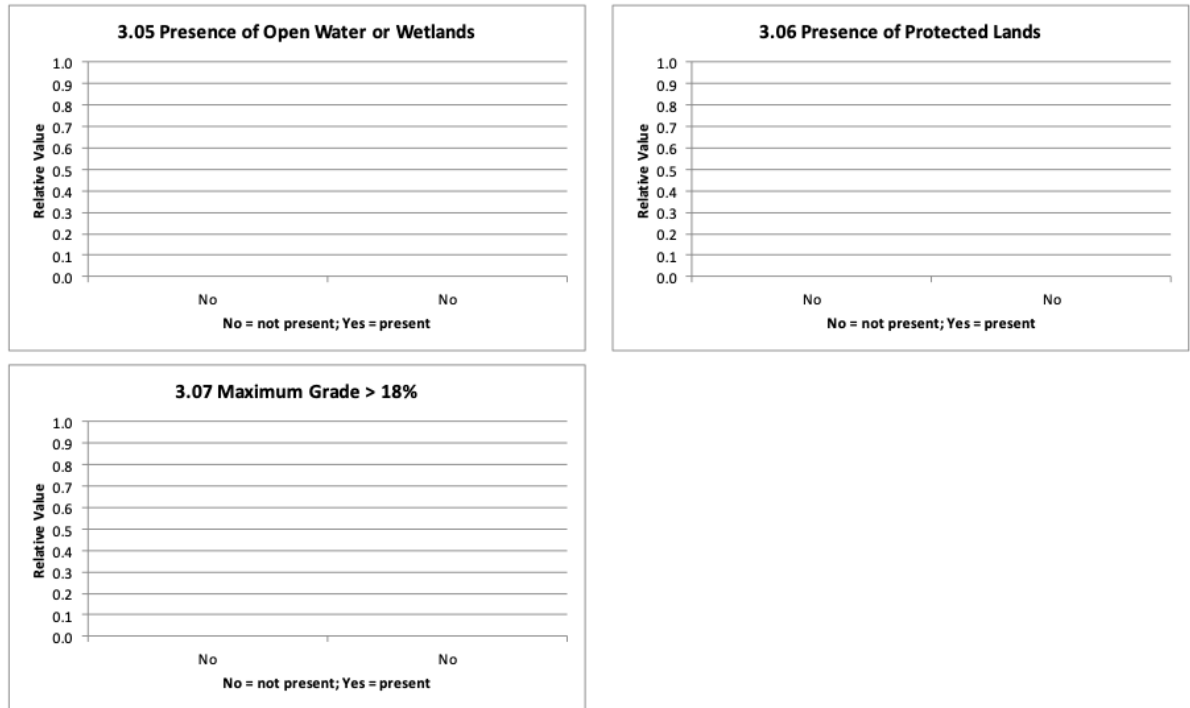 3.05 Presence of Open Water or Wetlands
1.0
0.9
0.8
0.7
0.6
0.5
0.4
0.3
0.2
0.1
0.0
Relative Value
No No
No = not present; Yes = present
3.06 Presence of Protected Lands
1.0
0.9
0.8
0.7
0.6
0.5
0.4
0.3
0.2
0.1
0.0
Relative Value
No No
No = not present; Yes = present
3.07 Maximum Grade > 18%
1.0
0.9
0.8
0.7
0.6
0.5
0.4
0.3
0.2
0.1
0.0
Relative Value
No No
No = not present; Yes = present